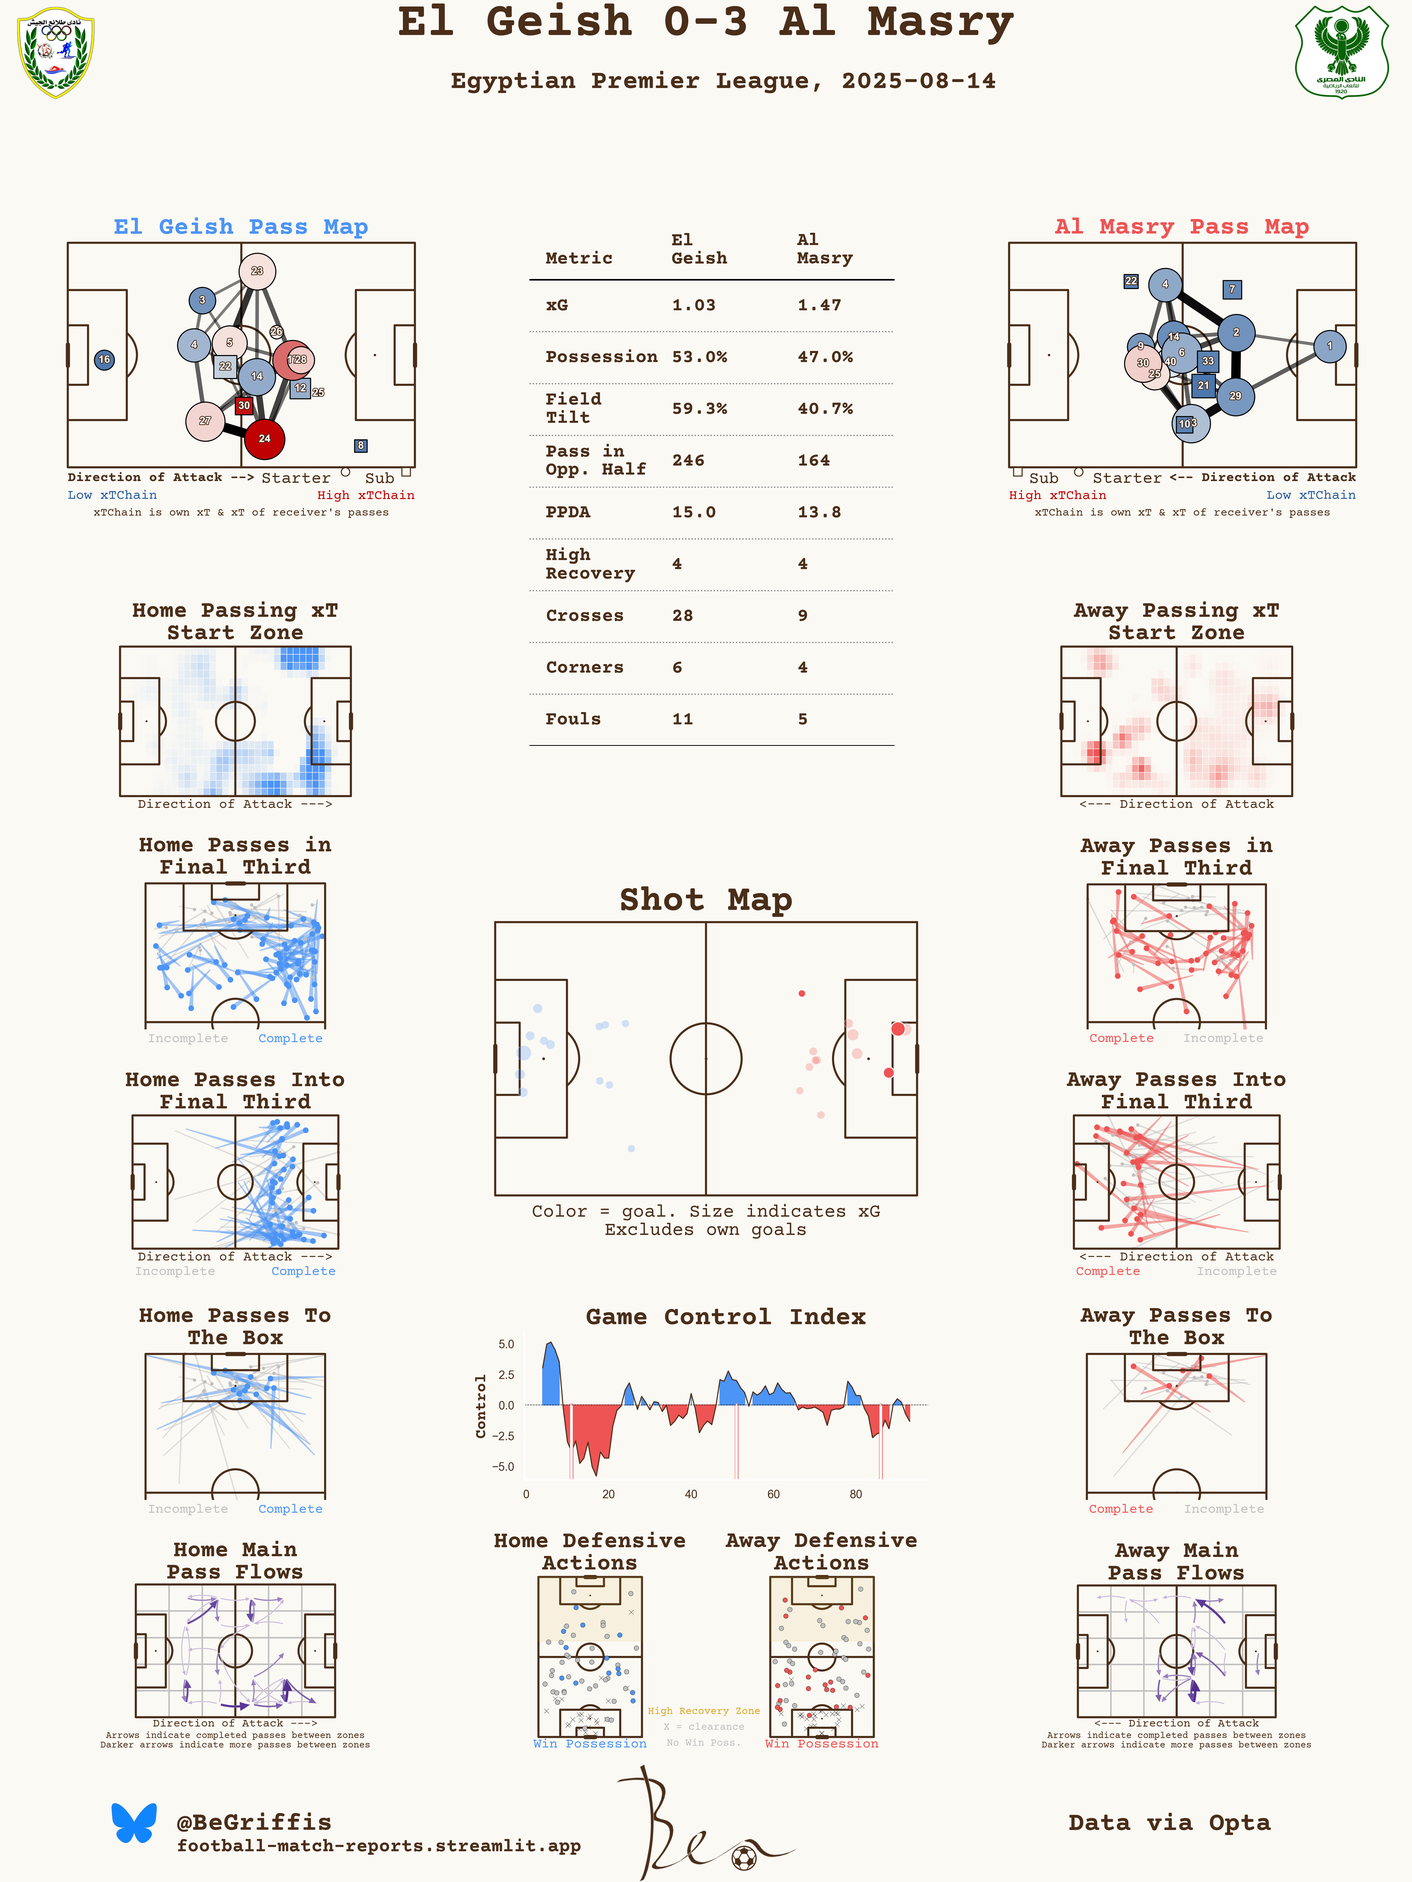 El Geish 0-3 Al Masry
Egyptian Premier League, 2025-08-14
نادى طلائع الجيش
النادي المصري
للألعاب الرياضية
1920
El Geish Pass Map
23
3
26
4
5
16
28
22
14
12
25
30
27
24
8
Direction of Attack --> Starter Sub
Low xTChain High xTChain
xTChain is own xT & xT of receiver's passes
Metric El Geish Al Masry
xG 1.03 1.47
Possession 53.0% 47.0%
Field Tilt 59.3% 40.7%
Pass in Opp. Half 246 164
PPDA 15.0 13.8
High Recovery 4 4
Crosses 28 9
Corners 6 4
Fouls 11 5
Al Masry Pass Map
22
4
7
2
14
9
6
1
30
40
33
25
21
29
10
3
Sub Starter <-- Direction of Attack
High xTChain Low xTChain
xTChain is own xT & xT of receiver's passes
Home Passing xT
Start Zone
Direction of Attack --->
Away Passing xT
Start Zone
<--- Direction of Attack
Home Passes in
Final Third
Incomplete Complete
Shot Map
Color = goal. Size indicates xG
Excludes own goals
Away Passes in
Final Third
Complete Incomplete
Home Passes Into
Final Third
Direction of Attack --->
Incomplete Complete
Away Passes Into
Final Third
<--- Direction of Attack
Complete Incomplete
Home Passes To
The Box
Incomplete Complete
Game Control Index
Control
5.0
2.5
0.0
−2.5
−5.0
0 20 40 60 80
Away Passes To
The Box
Complete Incomplete
Home Main
Pass Flows
Direction of Attack --->
Arrows indicate completed passes between zones
Darker arrows indicate more passes between zones
Home Defensive
Actions
Win Possession
High Recovery Zone
X = clearance
No Win Poss.
Away Defensive
Actions
Win Possession
Away Main
Pass Flows
<--- Direction of Attack
Arrows indicate completed passes between zones
Darker arrows indicate more passes between zones
@BeGriffis
football-match-reports.streamlit.app
Ben
Data via Opta